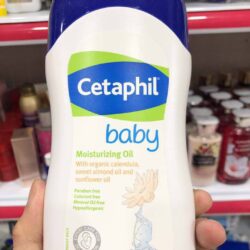 Cetaphil
baby
Moisturizing Oil
With organic calendula,
sweet almond oil and
sunflower oil
Paraben free
Colorant free
Mineral Oil free
Hypoallergenic